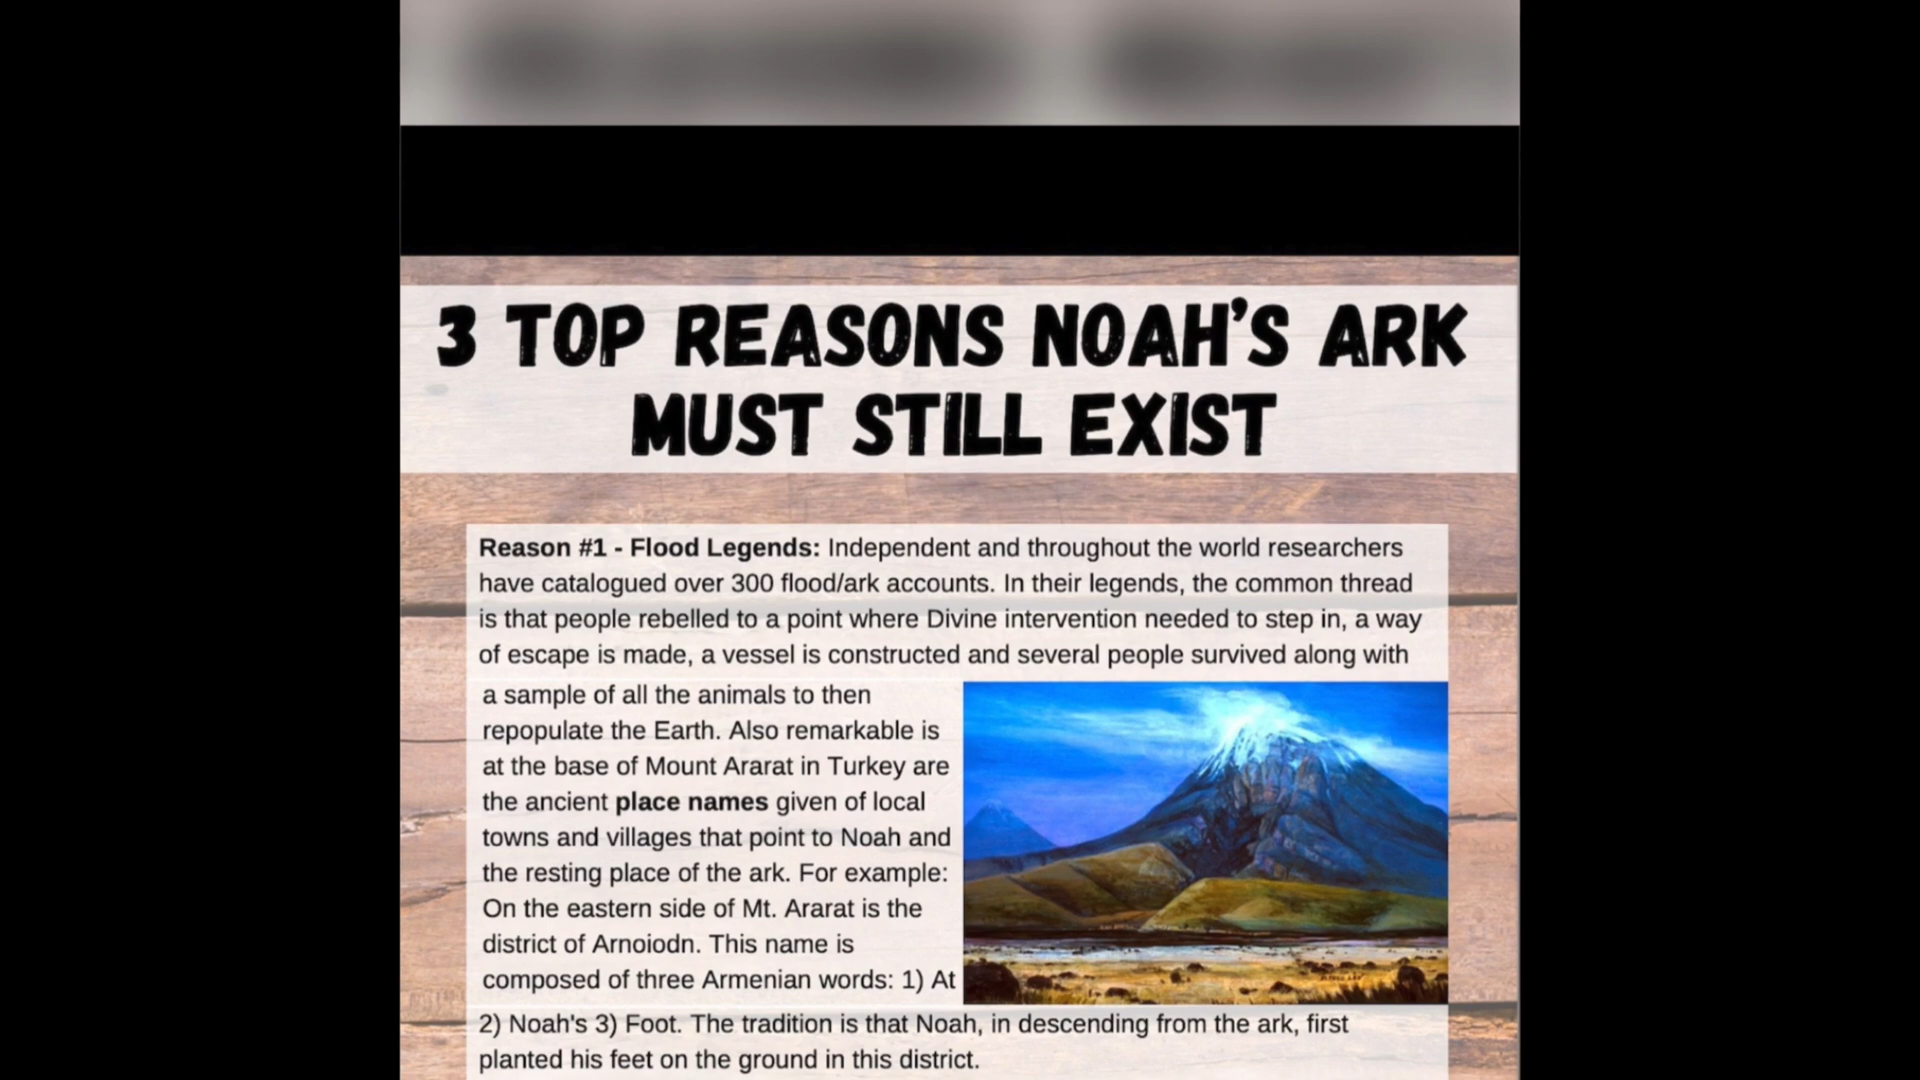 3 TOP REASONS NOAH'S ARK
MUST STILL EXIST
Reason #1 - Flood Legends: Independent and throughout the world researchers
have catalogued over 300 flood/ark accounts. In their legends, the common thread
is that people rebelled to a point where Divine intervention needed to step in, a way
of escape is made, a vessel is constructed and several people survived along with
a sample of all the animals to then
repopulate the Earth. Also remarkable is
at the base of Mount Ararat in Turkey are
the ancient place names given of local
towns and villages that point to Noah and
the resting place of the ark. For example:
On the eastern side of Mt. Ararat is the
district of Arnoiodn. This name is
composed of three Armenian words: 1) At
2) Noah's 3) Foot. The tradition is that Noah, in descending from the ark, first
planted his feet on the ground in this district.